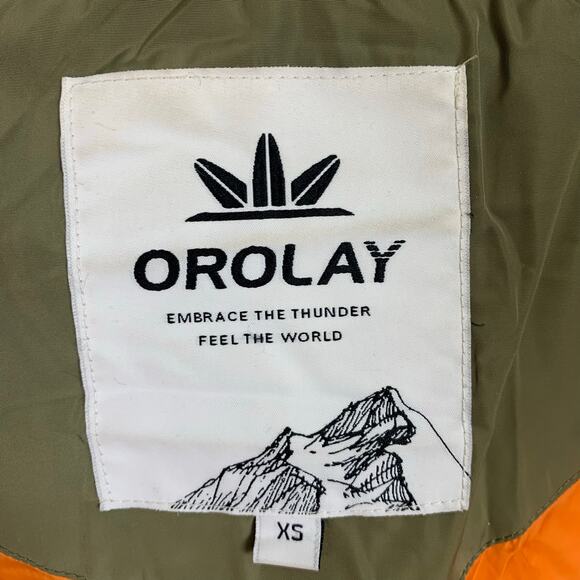 OROLAY
EMBRACE THE THUNDER
FEEL THE WORLD
XS